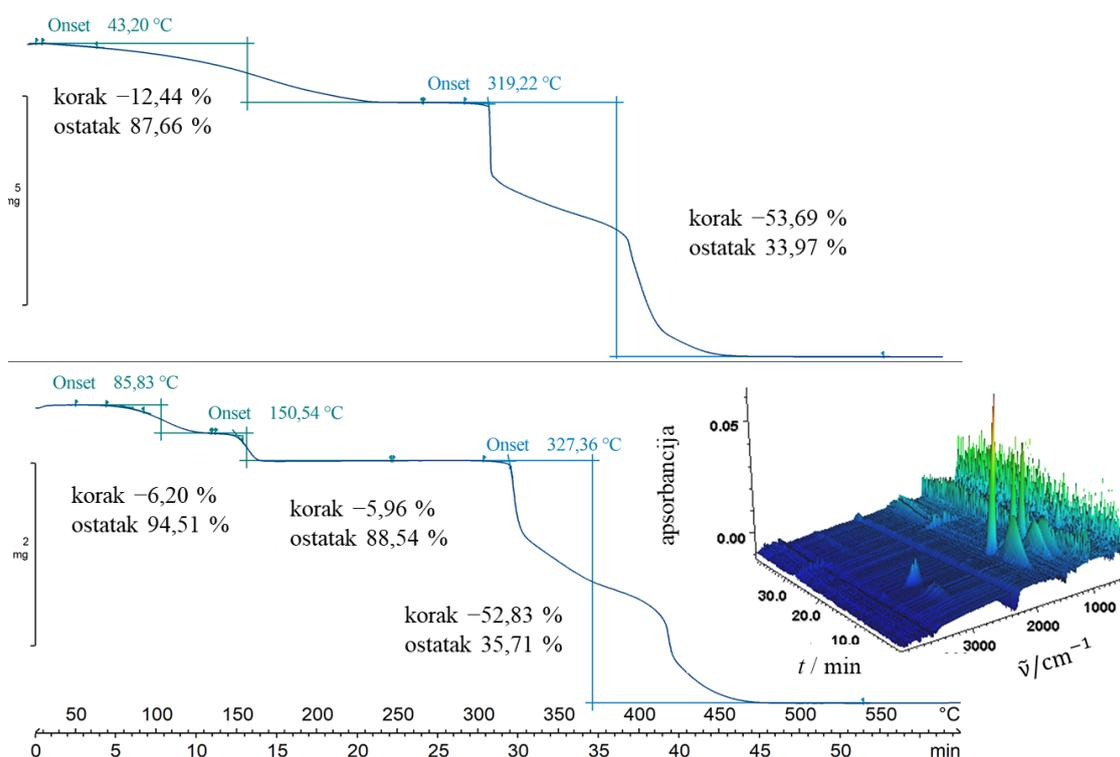 Onset 43,20 °C
korak −12,44 %
ostatak 87,66 %
Onset 319,22 °C
korak −53,69 %
ostatak 33,97 %
5
mg
Onset 85,83 °C
Onset 150,54 °C
Onset 327,36 °C
korak −6,20 %
ostatak 94,51 %
korak −5,96 %
ostatak 88,54 %
korak −52,83 %
ostatak 35,71 %
2
mg
apsorbancija
0.05
0.00
30.0
20.0
10.0
t / min
3000
2000
1000
ṽ/cm⁻¹
50 100 150 200 250 300 350 400 450 500 550 °C
0 5 10 15 20 25 30 35 40 45 50 min